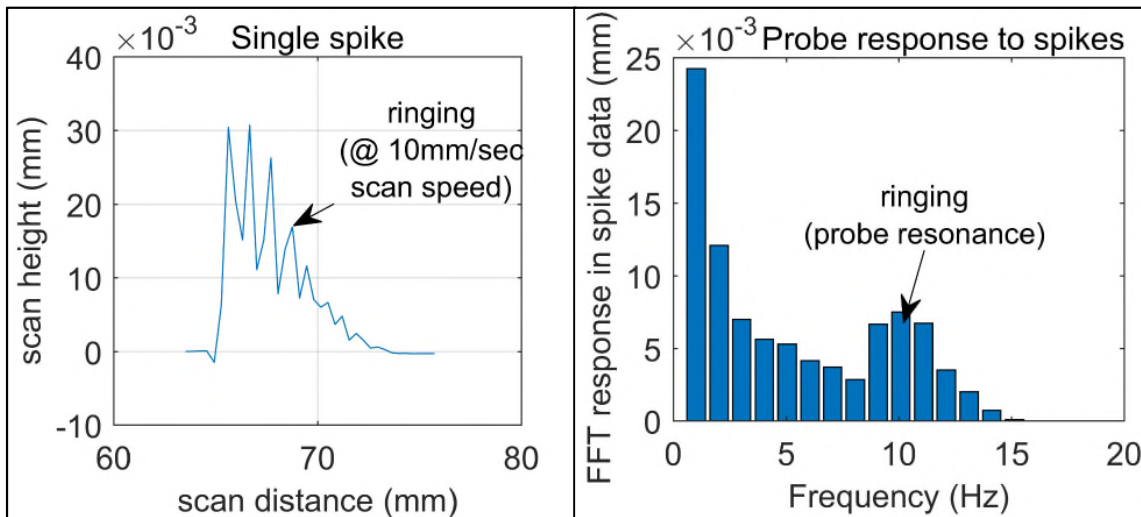 ×10⁻³ Single spike
40
30
20
10
0
-10
60 70 80
scan height (mm)
scan distance (mm)
ringing
(@ 10mm/sec
scan speed)
×10⁻³ Probe response to spikes
25
20
15
10
5
0
0 5 10 15 20
FFT response in spike data (mm)
Frequency (Hz)
ringing
(probe resonance)